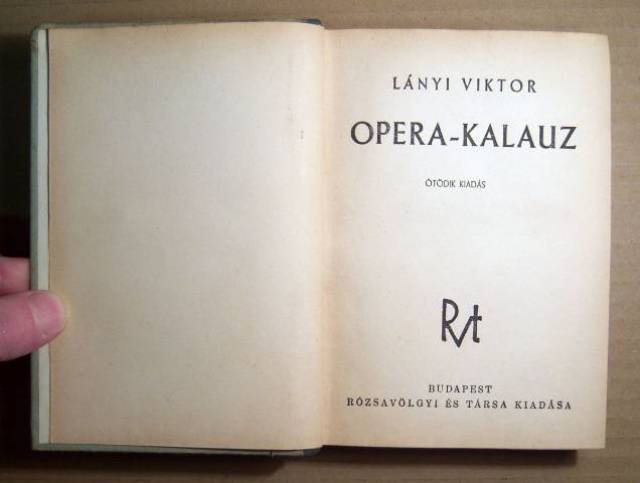 LÁNYI VIKTOR
OPERA-KALAUZ
ÖTÖDIK KIADÁS
Rvt
BUDAPEST
RÓZSAVÖLGYI ÉS TÁRSA KIADÁSA